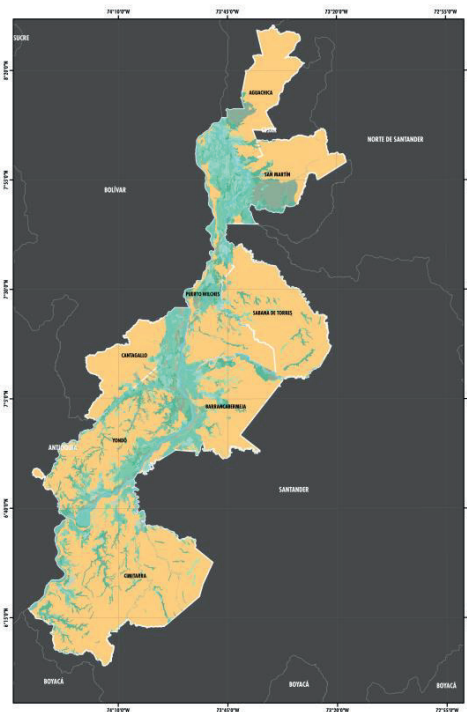 74°10'0"W 73°45'0"W 73°20'0"W 72°55'0"W
SUCRE
8°20'0"N
AGUACHICA
NORTE DE SANTANDER
7°55'0"N
SAN MARTÍN
BOLÍVAR
7°30'0"N
PUERTO WILCHES
SABANA DE TORRES
CANTAGALLO
7°5'0"N
BARRANCABERMEJA
YONDÓ
ANTIOQUIA
SANTANDER
6°40'0"N
CIMITARRA
6°15'0"N
BOYACÁ BOYACÁ BOYACÁ
74°10'0"W 73°45'0"W 73°20'0"W 72°55'0"W